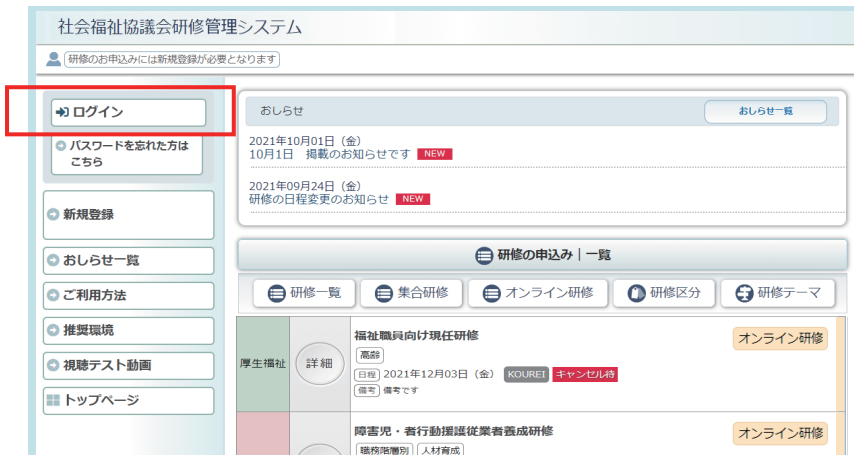 社会福祉協議会研修管理システム
研修のお申込みには新規登録が必要となります
ログイン
パスワードを忘れた方は
こちら
新規登録
おしらせ一覧
ご利用方法
推奨環境
視聴テスト動画
トップページ
おしらせ
おしらせ一覧
2021年10月01日（金）
10月1日 掲載のお知らせです NEW
2021年09月24日（金）
研修の日程変更のお知らせ NEW
研修の申込み｜一覧
研修一覧
集合研修
オンライン研修
研修区分
研修テーマ
厚生福祉
詳細
福祉職員向け現任研修
高齢
日程 2021年12月03日（金） KOUREI キャンセル待
備考 備考です
オンライン研修
障害児・者行動援護従業者養成研修
職務階層別 人材育成
オンライン研修